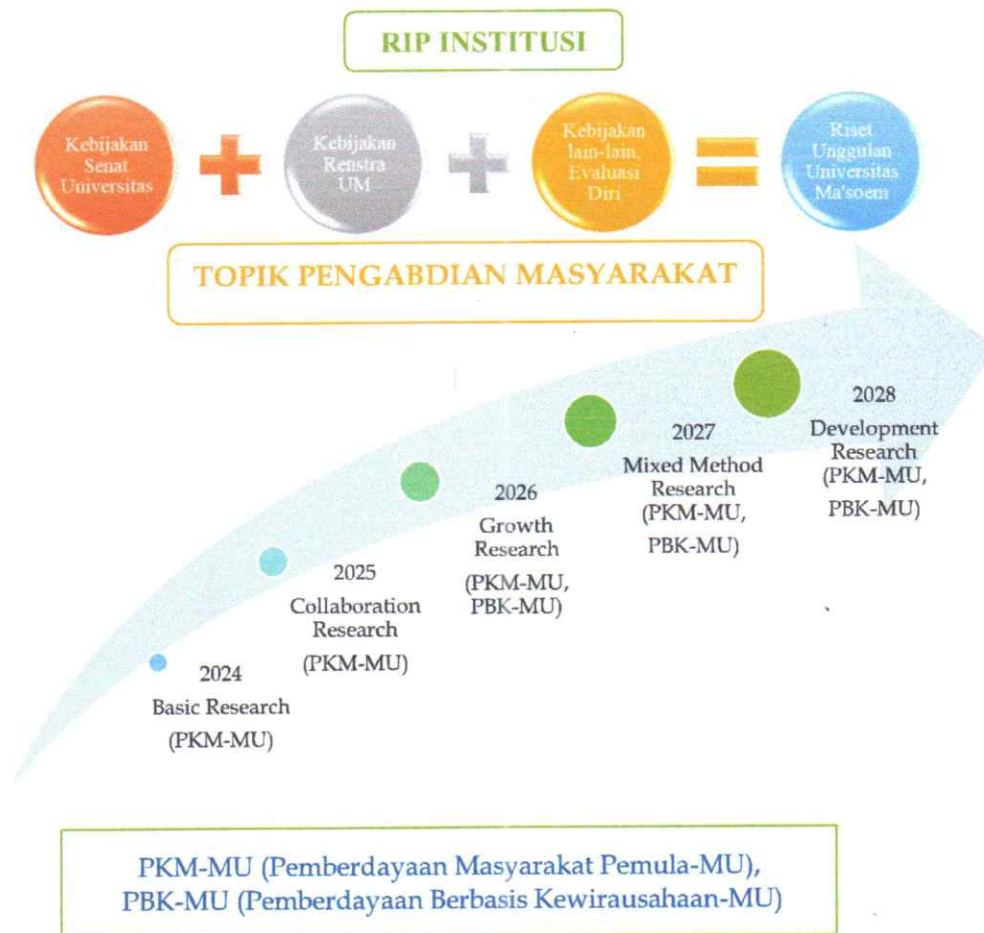 RIP INSTITUSI
Kebijakan
Senat
Universitas
Kebijakan
Renstra
UM
Kebijakan
lain-lain,
Evaluasi
Diri
Riset
Unggulan
Universitas
Ma'soem
TOPIK PENGABDIAN MASYARAKAT
2024
Basic Research
(PKM-MU)
2025
Collaboration
Research
(PKM-MU)
2026
Growth
Research
(PKM-MU,
PBK-MU)
2027
Mixed Method
Research
(PKM-MU,
PBK-MU)
2028
Development
Research
(PKM-MU,
PBK-MU)
PKM-MU (Pemberdayaan Masyarakat Pemula-MU),
PBK-MU (Pemberdayaan Berbasis Kewirausahaan-MU)